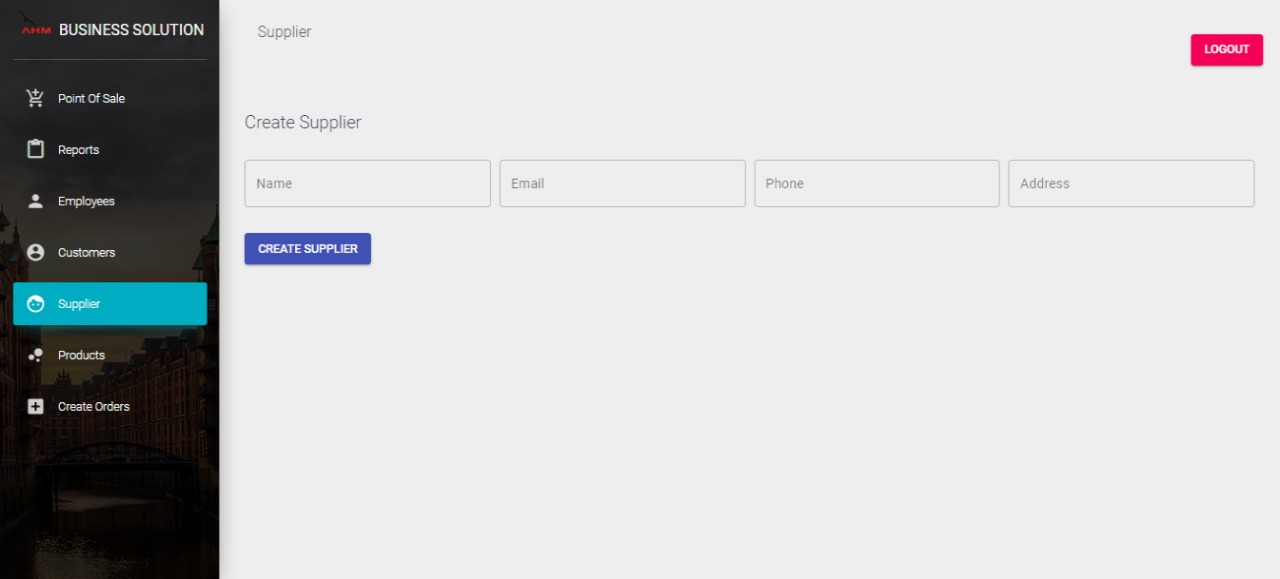 AHM BUSINESS SOLUTION
Point Of Sale
Reports
Employees
Customers
Supplier
Products
Create Orders
Supplier
LOGOUT
Create Supplier
Name Email Phone Address
CREATE SUPPLIER